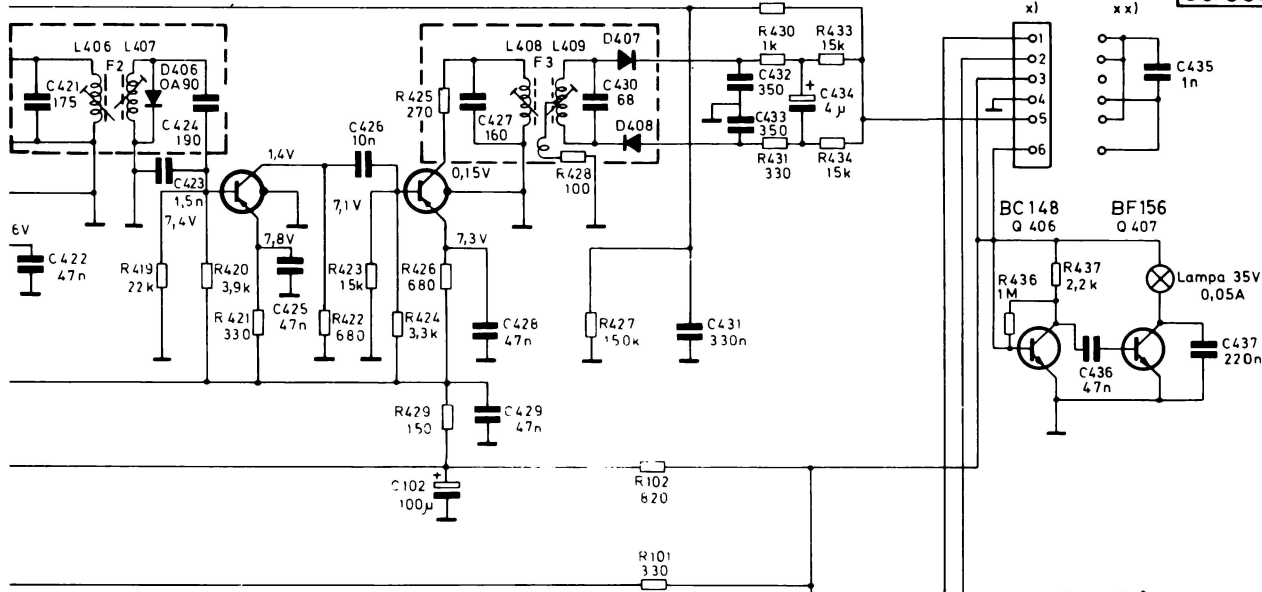 x)
xx)
L406
L407
F2
D406
OA90
C421
175
C424
190
C423
1,5n
7,4V
1,4V
C426
10n
7,1V
7,8V
6V
C422
47n
R419
22k
R420
3,9k
R421
330
C425
47n
R422
680
R423
15k
R424
3,3k
R425
270
C427
160
L408
L409
F3
D407
C430
68
D408
R428
100
0,15V
7,3V
R426
680
C428
47n
R429
150
C429
47n
C102
100µ
R427
150k
C431
330n
R430
1k
R433
15k
C432
350
C433
350
+
C434
4µ
R431
330
R434
15k
1
2
3
4
5
6
C435
1n
BC148
Q406
BF156
Q407
R436
1M
R437
2,2k
Lampa 35V
0,05A
C436
47n
C437
220n
+
R102
820
R101
330